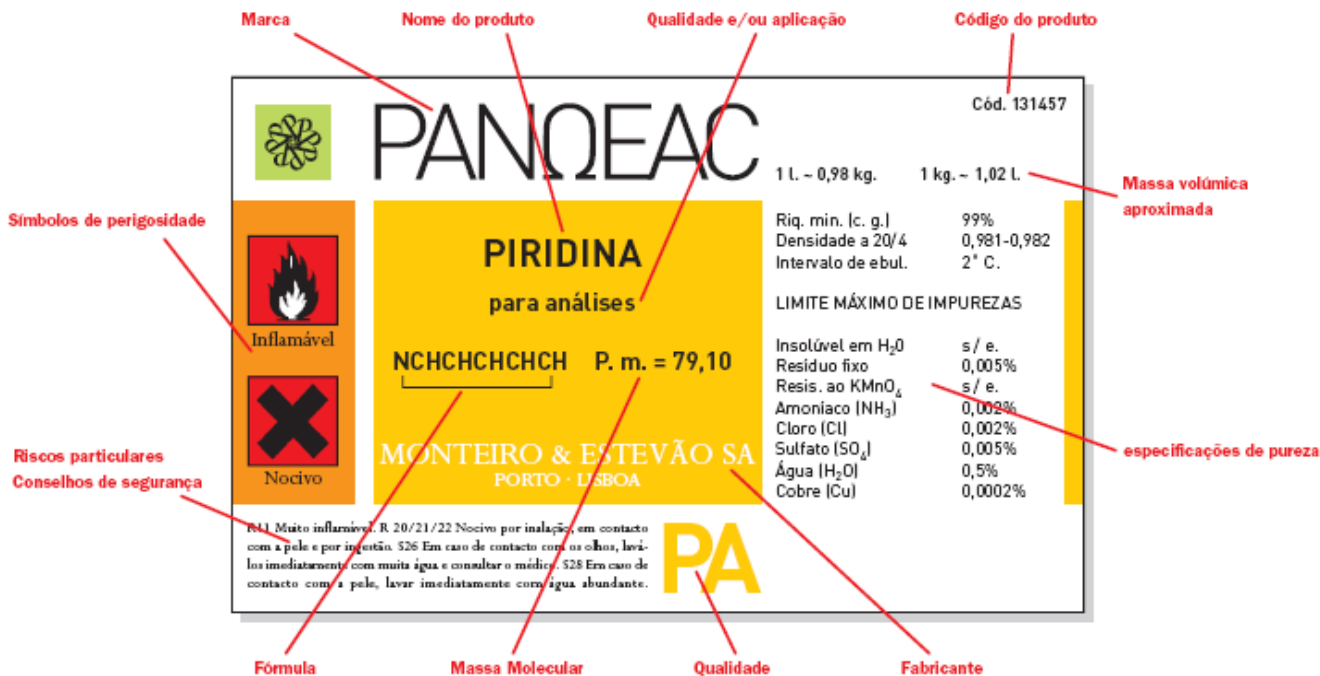 Marca
Nome do produto
Qualidade e/ou aplicação
Código do produto
Cód. 131457
PANΩEAC
1 l. ~ 0,98 kg. 1 kg. ~ 1,02 l.
Massa volúmica
aproximada
Símbolos de perigosidade
Riq. min. (c. g.) 99%
Densidade a 20/4 0,981-0,982
Intervalo de ebul. 2° C.
PIRIDINA
para análises
LIMITE MÁXIMO DE IMPUREZAS
Inflamável
NCHCHCHCHCH P. m. = 79,10
Insolúvel em H₂0 s/ e.
Resíduo fixo 0,005%
Resis. ao KMnO₄ s/ e.
Amoníaco (NH₃) 0,002%
Cloro (Cl) 0,002%
Sulfato (SO₄) 0,005%
Água (H₂O) 0,5%
Cobre (Cu) 0,0002%
especificações de pureza
MONTEIRO & ESTEVÃO SA
PORTO · LISBOA
Nocivo
Riscos particulares
Conselhos de segurança
R11 Muito inflamável. R 20/21/22 Nocivo por inalação, em contacto
com a pele e por ingestão. S26 Em caso de contacto com os olhos, lavá-
los imediatamente com muita água e consultar o médico. S28 Em caso de
contacto com a pele, lavar imediatamente com água abundante.
PA
Fórmula
Massa Molecular
Qualidade
Fabricante